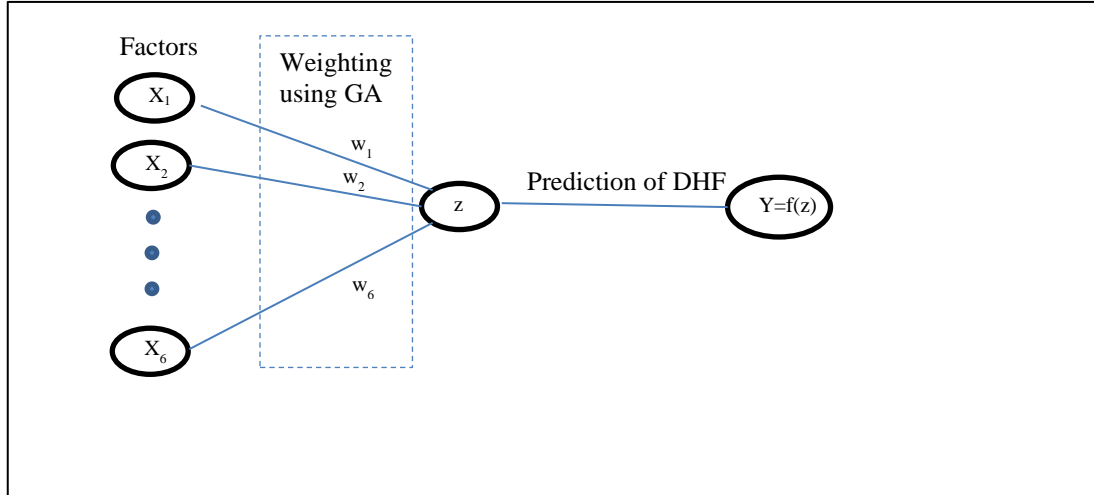 Factors
Weighting
using GA
X₁
w₁
X₂
w₂
Prediction of DHF
z
Y=f(z)
w₆
X₆